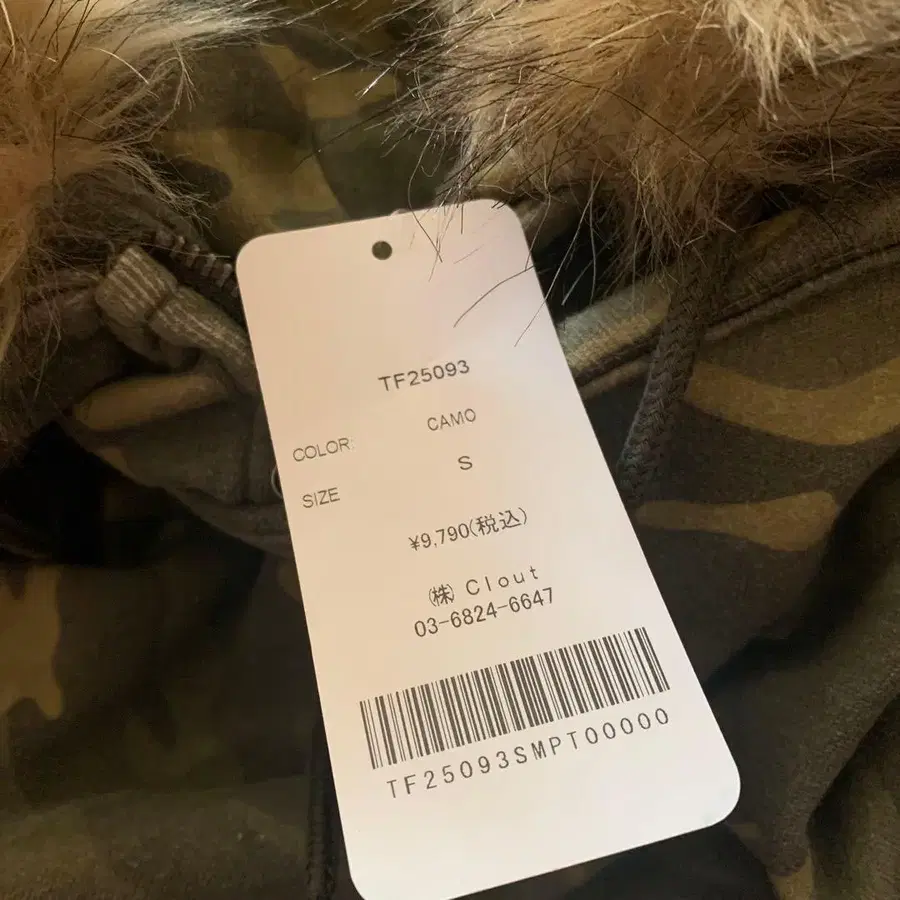 TF25093
COLOR: CAMO
SIZE S
¥9,790(税込)
㈱ Clout
03-6824-6647
TF25093SMPT00000